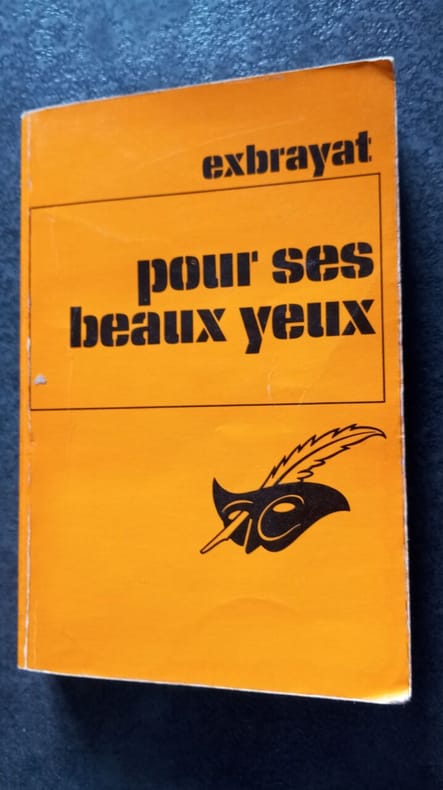 exbrayat
pour ses
beaux yeux